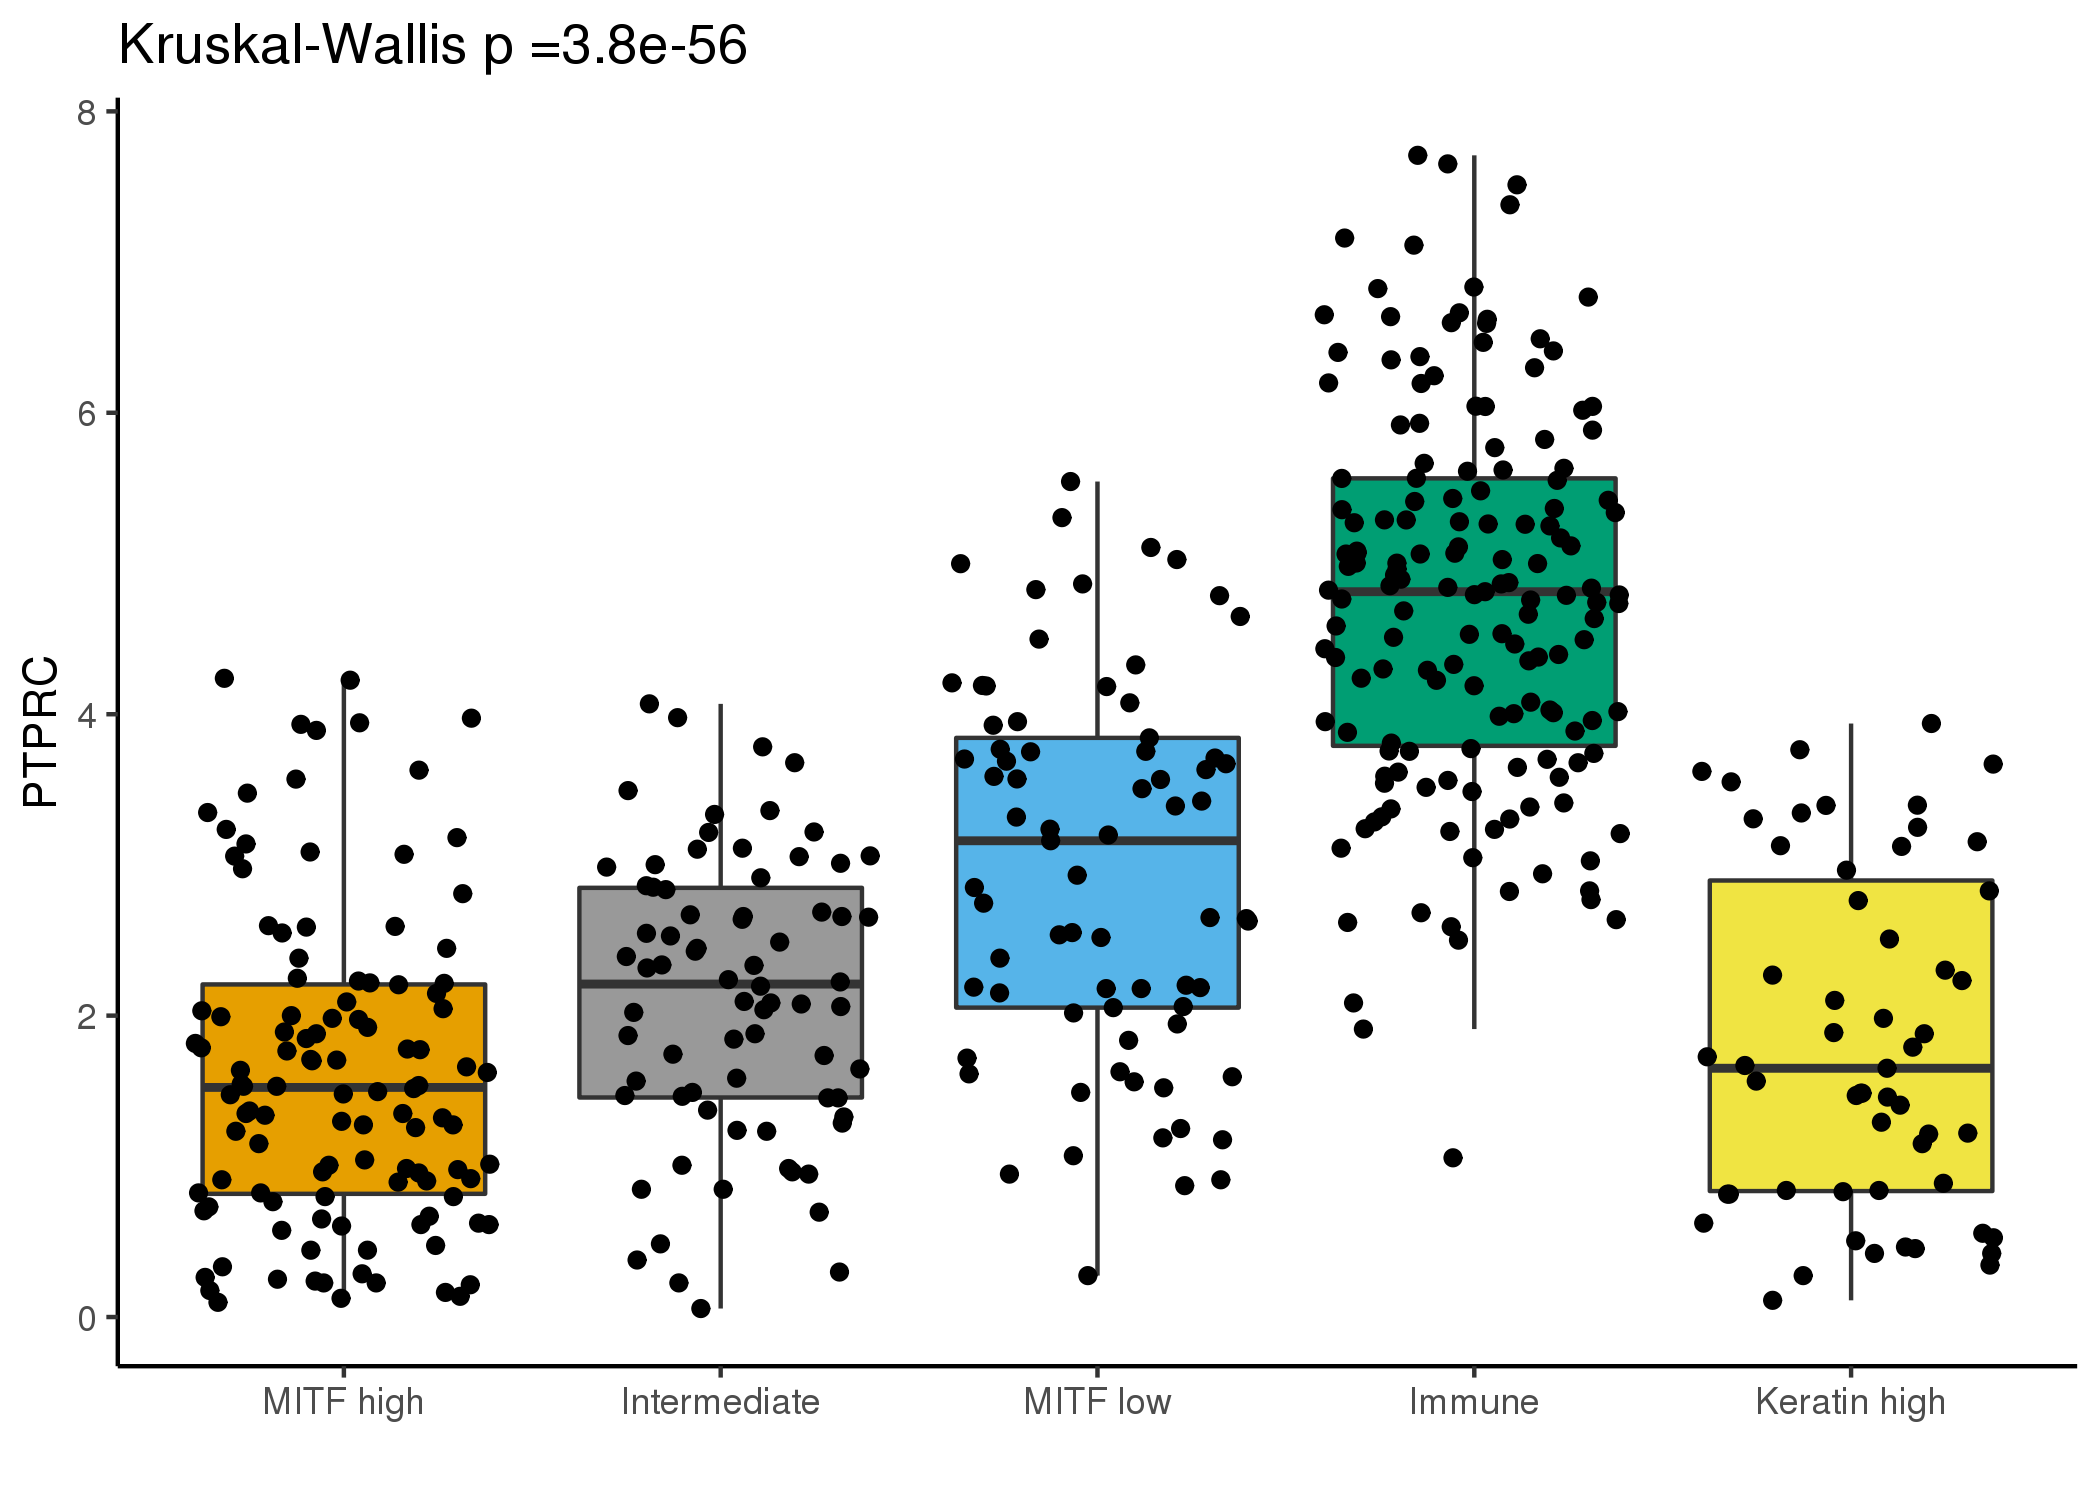 Kruskal-Wallis p =3.8e-56
PTPRC
8
6
4
2
0
MITF high
Intermediate
MITF low
Immune
Keratin high